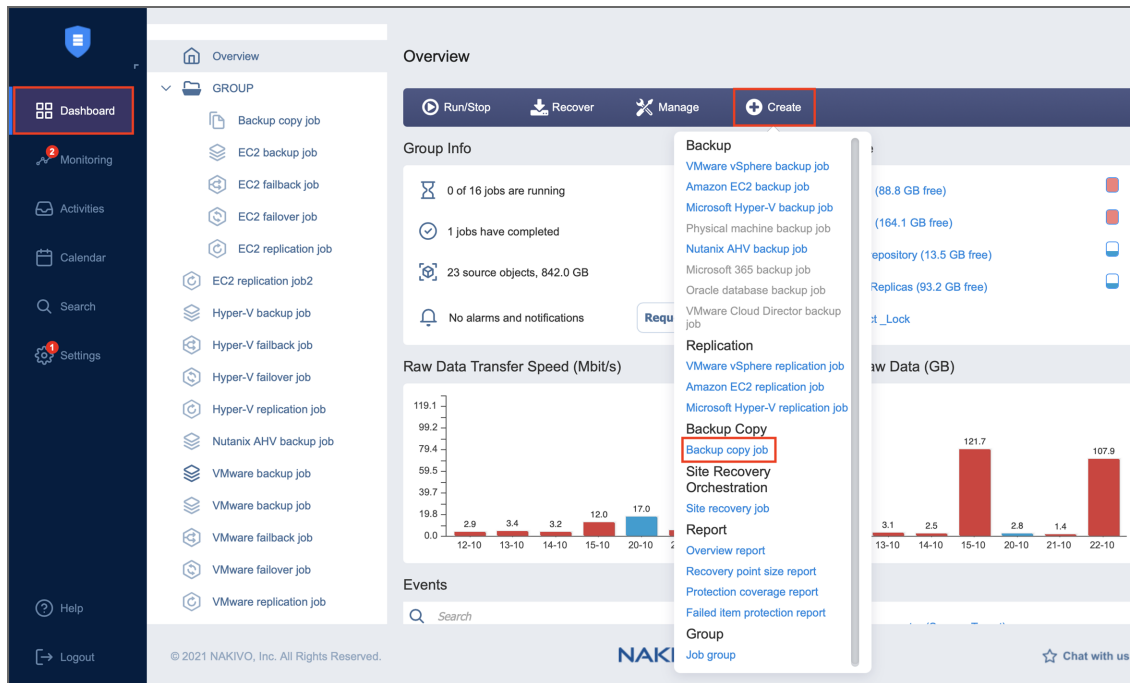 Dashboard
2
Monitoring
Activities
Calendar
Search
1
Settings
Help
Logout
Overview
GROUP
Backup copy job
EC2 backup job
EC2 failback job
EC2 failover job
EC2 replication job
EC2 replication job2
Hyper-V backup job
Hyper-V failback job
Hyper-V failover job
Hyper-V replication job
Nutanix AHV backup job
VMware backup job
VMware backup job
VMware failback job
VMware failover job
VMware replication job
Overview
Run/Stop Recover Manage Create
Group Info
0 of 16 jobs are running
1 jobs have completed
23 source objects, 842.0 GB
No alarms and notifications
Backup
VMware vSphere backup job
Amazon EC2 backup job
Microsoft Hyper-V backup job
Physical machine backup job
Nutanix AHV backup job
Microsoft 365 backup job
Oracle database backup job
VMware Cloud Director backup
job
Replication
VMware vSphere replication job
Amazon EC2 replication job
Microsoft Hyper-V replication job
Backup Copy
Backup copy job
Site Recovery
Orchestration
Site recovery job
Report
Overview report
Recovery point size report
Protection coverage report
Failed item protection report
Group
Job group
(88.8 GB free)
(164.1 GB free)
epository (13.5 GB free)
Replicas (93.2 GB free)
ct _Lock
Raw Data Transfer Speed (Mbit/s)
119.1
99.2
79.4
59.5
39.7
19.8
0.0
2.9 3.4 3.2 12.0 17.0
12-10 13-10 14-10 15-10 20-10
aw Data (GB)
3.1 2.5 121.7 2.8 1.4 107.9
13-10 14-10 15-10 20-10 21-10 22-10
Events
Search
© 2021 NAKIVO, Inc. All Rights Reserved.
NAKI
Chat with us